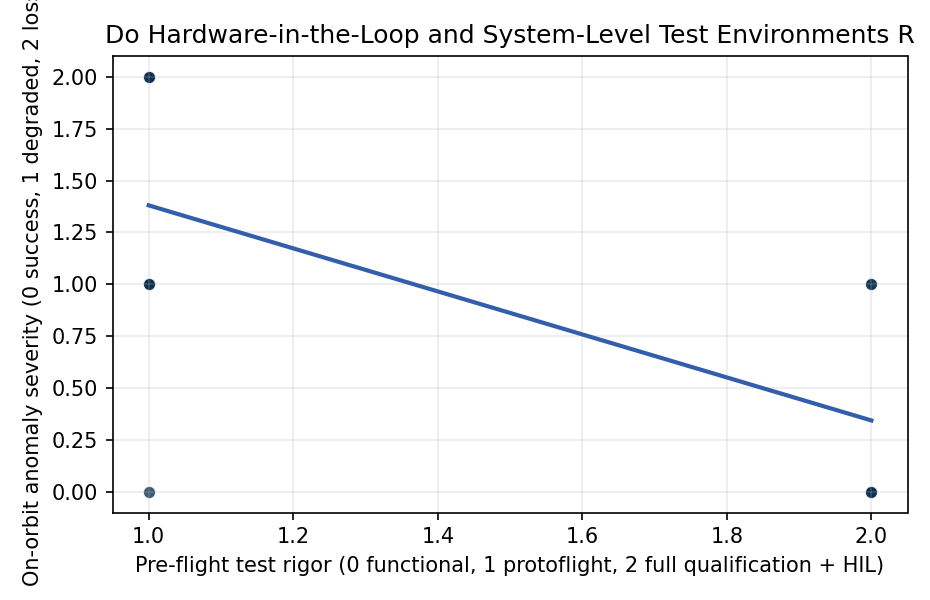 Do Hardware-in-the-Loop and System-Level Test Environments R
On-orbit anomaly severity (0 success, 1 degraded, 2
2.00
1.75
1.50
1.25
1.00
0.75
0.50
0.25
0.00
1.0 1.2 1.4 1.6 1.8 2.0
Pre-flight test rigor (0 functional, 1 protoflight, 2 full qualification + HIL)